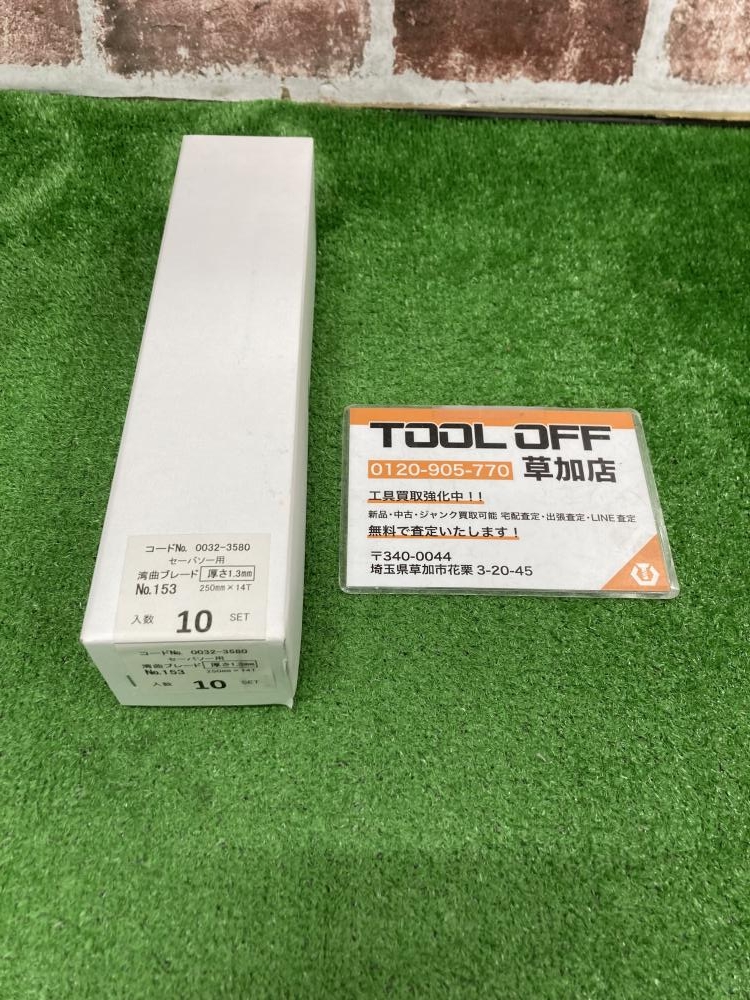 コードNo. 0032-3580
セーバソー用
湾曲ブレード 厚さ1.3mm
No.153 250mm×14T
入数 10 SET
コードNo. 0032-3580
セーバソー用
湾曲ブレード 厚さ1.3mm
No.153 250mm×14T
入数 10 SET
TOOL OFF
0120-905-770 草加店
工具買取強化中!!
新品・中古・ジャンク買取可能 宅配査定・出張査定・LINE査定
無料で査定いたします!
〒340-0044
埼玉県草加市花栗 3-20-45